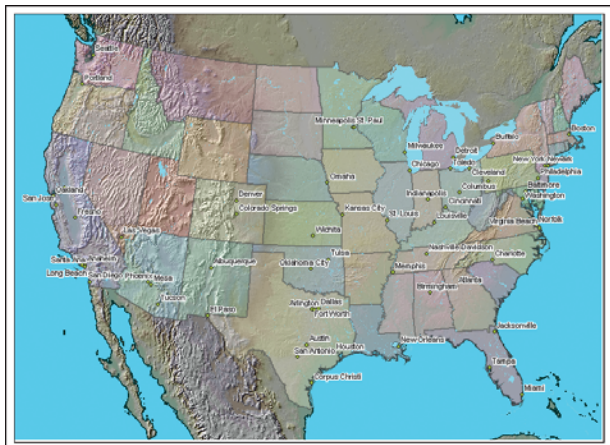 Seattle
Portland
Minneapolis St. Paul
Milwaukee
Detroit
Buffalo
Boston
Chicago
Toledo
Cleveland
New York Newark
Philadelphia
Omaha
Indianapolis
Columbus
Baltimore
Washington
Oakland
San Jose
Denver
Colorado Springs
Kansas City
St. Louis
Cincinnati
Louisville
Norfolk
Virginia Beach
Fresno
Las Vegas
Wichita
Tulsa
Nashville-Davidson
Charlotte
Santa Ana
Anaheim
Long Beach
San Diego
Phoenix
Mesa
Albuquerque
Oklahoma City
Memphis
Atlanta
Birmingham
Tucson
El Paso
Arlington
Dallas
Fort Worth
Jacksonville
Austin
Houston
New Orleans
San Antonio
Tampa
Corpus Christi
Miami